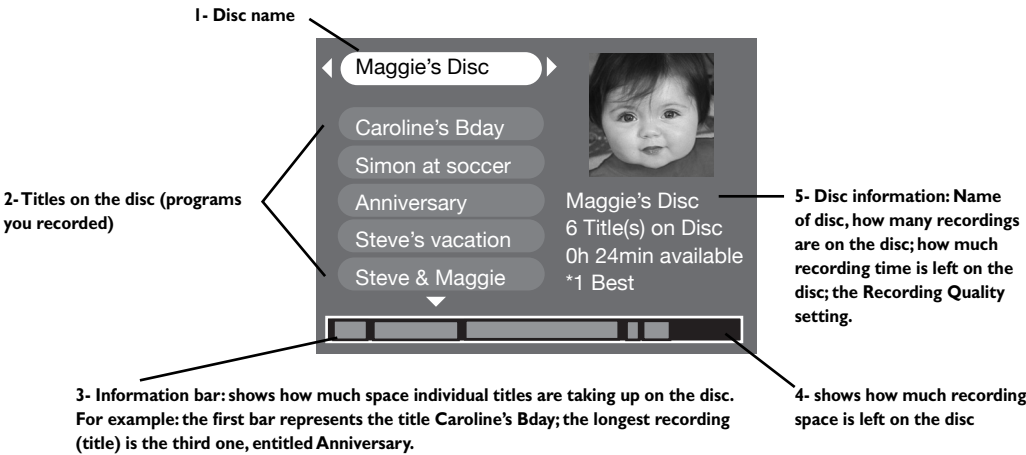 1- Disc name
Maggie's Disc
Caroline's Bday
Simon at soccer
Anniversary
Steve's vacation
Steve & Maggie
2- Titles on the disc (programs
you recorded)
Maggie's Disc
6 Title(s) on Disc
0h 24min available
*1 Best
5- Disc information: Name
of disc, how many recordings
are on the disc; how much
recording time is left on the
disc; the Recording Quality
setting.
3- Information bar: shows how much space individual titles are taking up on the disc.
For example: the first bar represents the title Caroline's Bday; the longest recording
(title) is the third one, entitled Anniversary.
4- shows how much recording
space is left on the disc